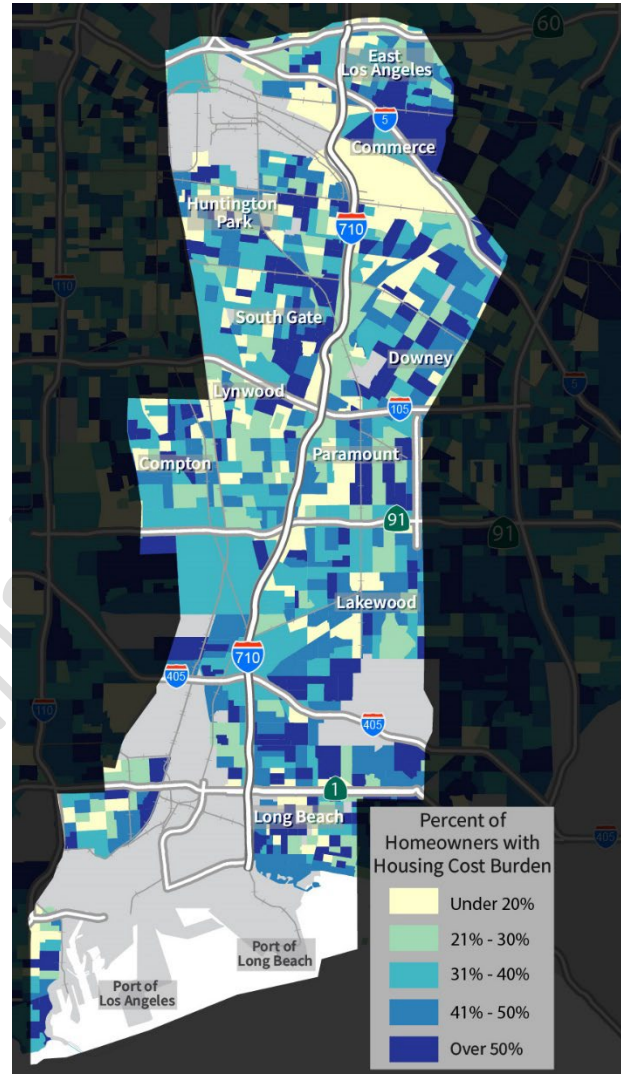 60
East
Los Angeles
5
Commerce
Huntington
Park
710
110
South Gate
Downey
5
Lynwood
105
Compton
Paramount
91
91
Lakewood
710
405
110
405
1
Long Beach
405
Port of
Long Beach
Port of
Los Angeles
Percent of
Homeowners with
Housing Cost Burden
Under 20%
21% - 30%
31% - 40%
41% - 50%
Over 50%